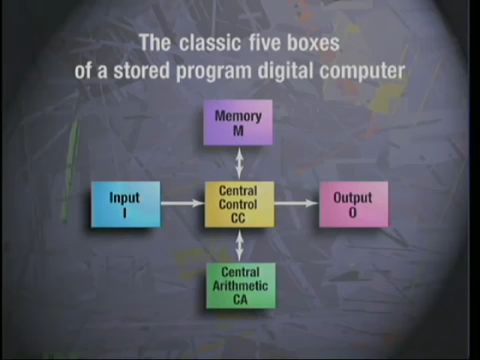 The classic five boxes
of a stored program digital computer
Memory
M
Input
I
Central
Control
CC
Output
O
Central
Arithmetic
CA